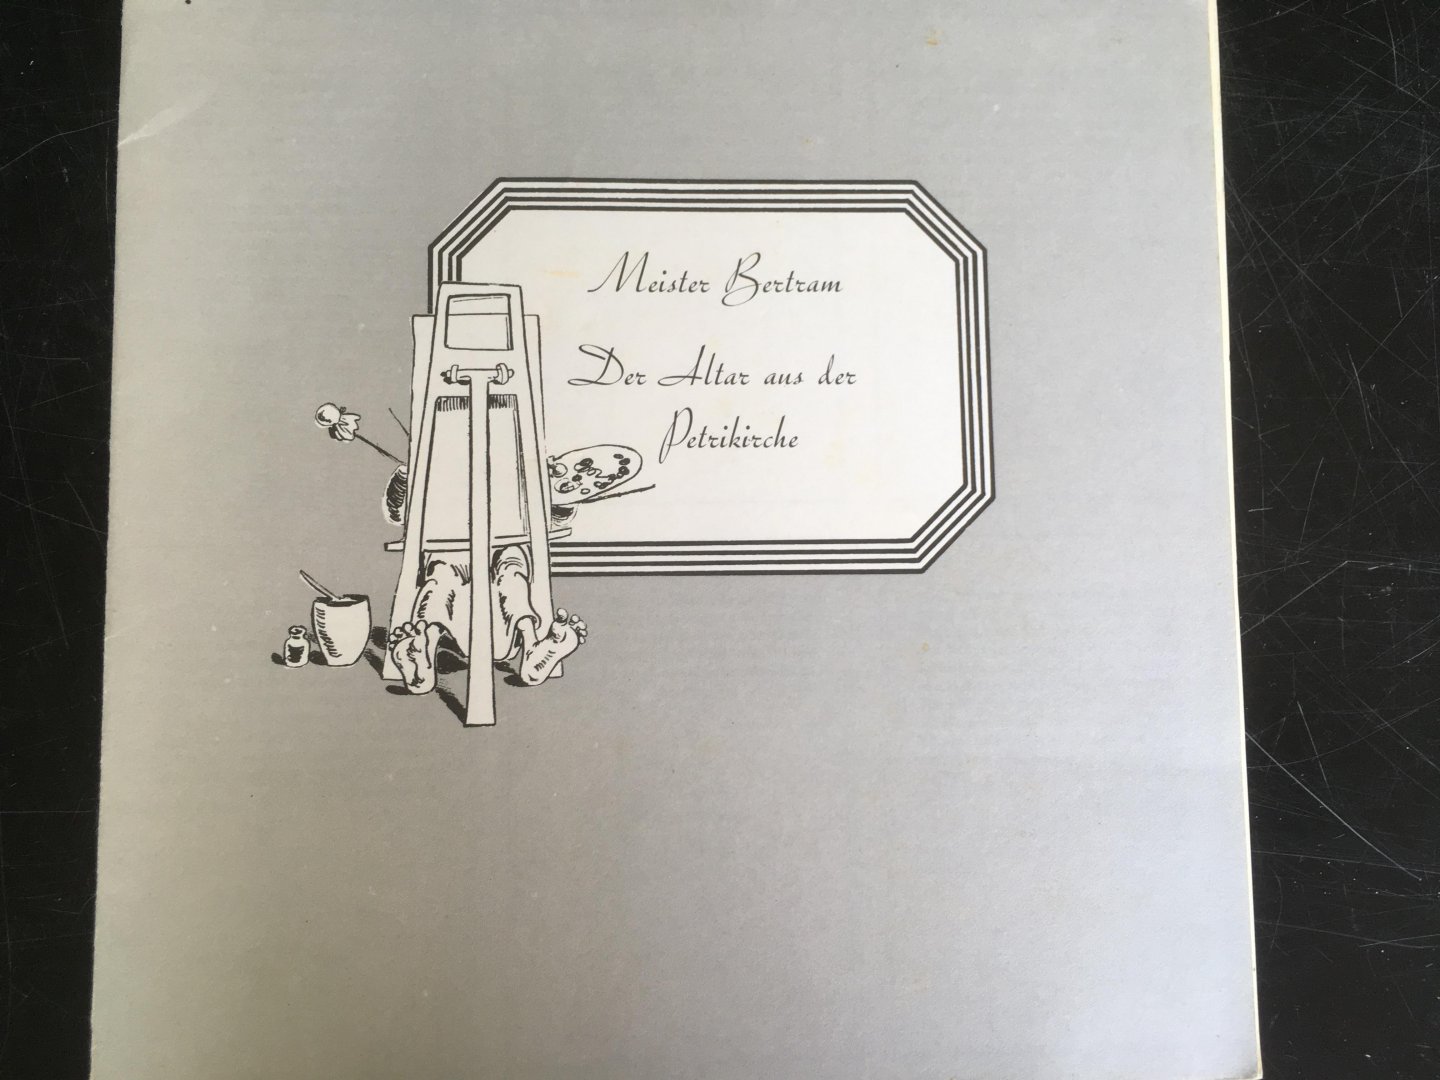 Meister Bertram
Der Altar aus der
Petrikirche